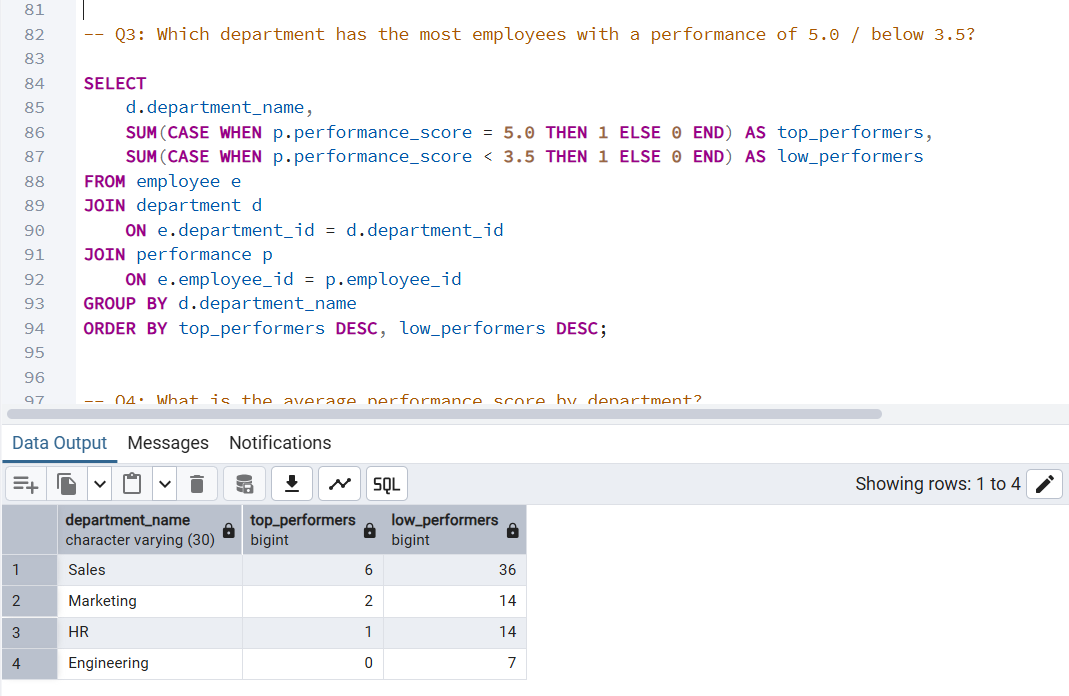 81
82 -- Q3: Which department has the most employees with a performance of 5.0 / below 3.5?
83
84 SELECT
85 d.department_name,
86 SUM(CASE WHEN p.performance_score = 5.0 THEN 1 ELSE 0 END) AS top_performers,
87 SUM(CASE WHEN p.performance_score < 3.5 THEN 1 ELSE 0 END) AS low_performers
88 FROM employee e
89 JOIN department d
90 ON e.department_id = d.department_id
91 JOIN performance p
92 ON e.employee_id = p.employee_id
93 GROUP BY d.department_name
94 ORDER BY top_performers DESC, low_performers DESC;
95
96
97 -- Q4: What is the average performance score by department?
Data Output Messages Notifications
SQL Showing rows: 1 to 4
department_name top_performers low_performers
character varying (30) bigint bigint
1 Sales 6 36
2 Marketing 2 14
3 HR 1 14
4 Engineering 0 7